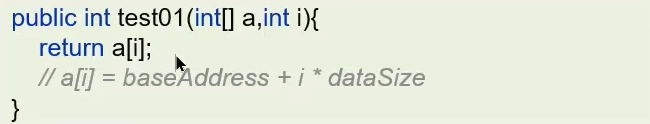 public int test01(int[] a,int i){
return a[i];
// a[i] = baseAddress + i * dataSize
}